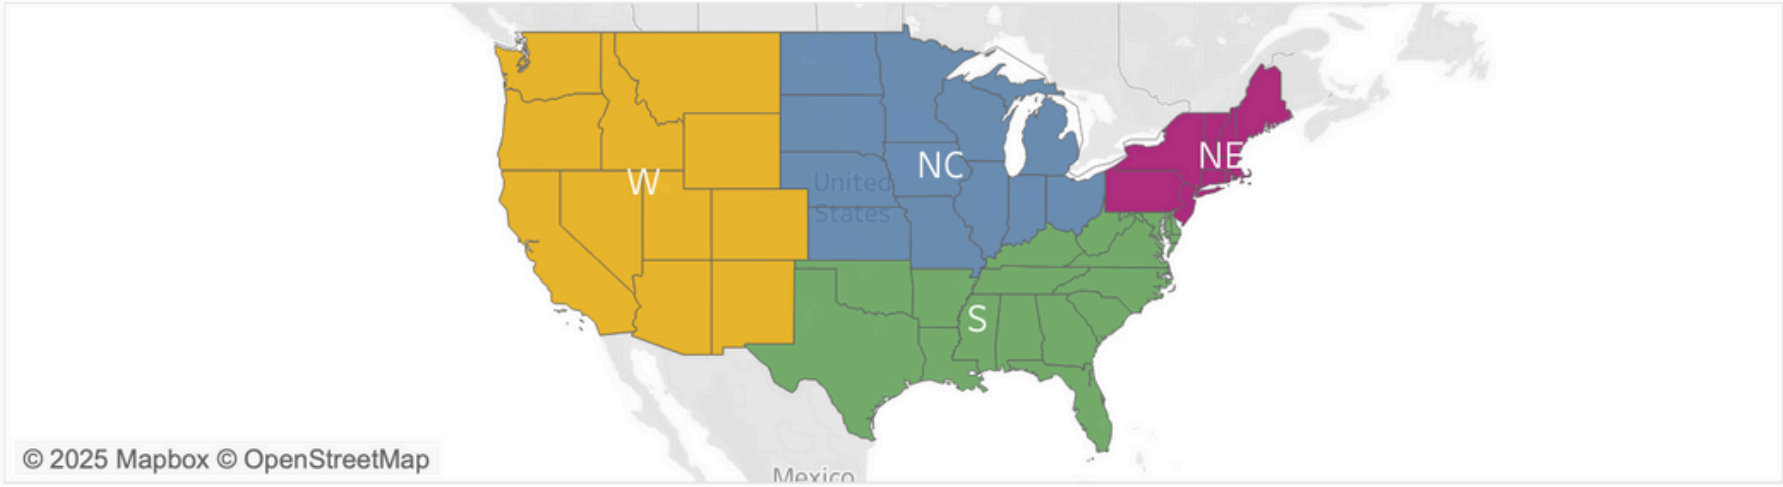 NE
NC
W
United
States
S
© 2025 Mapbox © OpenStreetMap
Mexico